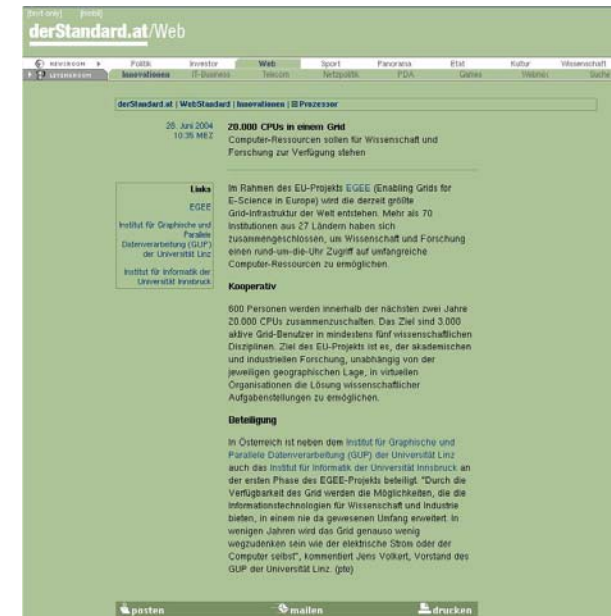 [text only] [mobil]
derStandard.at/Web
NEWSROOM Politik Investor Web Sport Panorama Etat Kultur Wissenschaft
LESERROOM Innovationen IT-Business Telecom Netzpolitik PDA Games Webmix Suche
derStandard.at | WebStandard | Innovationen | Prozessor
28. Juni 2004
10:35 MEZ
20.000 CPUs in einem Grid
Computer-Ressourcen sollen für Wissenschaft und
Forschung zur Verfügung stehen
Links
EGEE
Institut für Graphische und
Parallele
Datenverarbeitung (GUP)
der Universität Linz
Institut für Informatik der
Universität Innsbruck
Im Rahmen des EU-Projekts EGEE (Enabling Grids for
E-Science in Europe) wird die derzeit größte
Grid-Infrastruktur der Welt entstehen. Mehr als 70
Institutionen aus 27 Ländern haben sich
zusammengeschlossen, um Wissenschaft und Forschung
einen rund-um-die-Uhr Zugriff auf umfangreiche
Computer-Ressourcen zu ermöglichen.
Kooperativ
600 Personen werden innerhalb der nächsten zwei Jahre
20.000 CPUs zusammenzuschalten. Das Ziel sind 3.000
aktive Grid-Benutzer in mindestens fünf wissenschaftlichen
Disziplinen. Ziel des EU-Projekts ist es, der akademischen
und industriellen Forschung, unabhängig von der
jeweiligen geographischen Lage, in virtuellen
Organisationen die Lösung wissenschaftlicher
Aufgabenstellungen zu ermöglichen.
Beteiligung
In Österreich ist neben dem Institut für Graphische und
Parallele Datenverarbeitung (GUP) der Universität Linz
auch das Institut für Informatik der Universität Innsbruck an
der ersten Phase des EGEE-Projekts beteiligt. "Durch die
Verfügbarkeit des Grid werden die Möglichkeiten, die die
Informationstechnologien für Wissenschaft und Industrie
bieten, in einem nie da gewesenen Umfang erweitert. In
wenigen Jahren wird das Grid genauso wenig
wegzudenken sein wie der elektrische Strom oder der
Computer selbst", kommentiert Jens Volkert, Vorstand des
GUP der Universität Linz. (pte)
posten mailen drucken